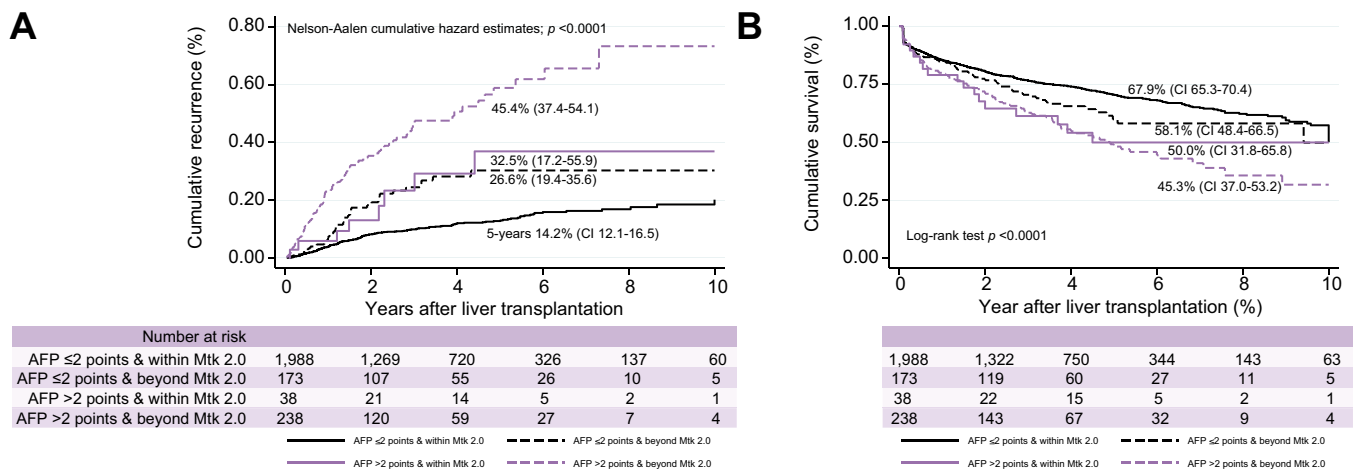 A
Cumulative recurrence (%)
0.80
0.60
0.40
0.20
0.00
Nelson-Aalen cumulative hazard estimates; p <0.0001
45.4% (37.4-54.1)
32.5% (17.2-55.9)
26.6% (19.4-35.6)
5-years 14.2% (CI 12.1-16.5)
0 2 4 6 8 10
Years after liver transplantation
Number at risk
AFP ≤2 points & within Mtk 2.0 1,988 1,269 720 326 137 60
AFP ≤2 points & beyond Mtk 2.0 173 107 55 26 10 5
AFP >2 points & within Mtk 2.0 38 21 14 5 2 1
AFP >2 points & beyond Mtk 2.0 238 120 59 27 7 4
AFP ≤2 points & within Mtk 2.0 AFP ≤2 points & beyond Mtk 2.0
AFP >2 points & within Mtk 2.0 AFP >2 points & beyond Mtk 2.0
B
Cumulative survival (%)
1.00
0.75
0.50
0.25
0.00
67.9% (CI 65.3-70.4)
58.1% (CI 48.4-66.5)
50.0% (CI 31.8-65.8)
45.3% (CI 37.0-53.2)
Log-rank test p <0.0001
0 2 4 6 8 10
Year after liver transplantation (%)
1,988 1,322 750 344 143 63
173 119 60 27 11 5
38 22 15 5 2 1
238 143 67 32 9 4
AFP ≤2 points & within Mtk 2.0 AFP ≤2 points & beyond Mtk 2.0
AFP >2 points & within Mtk 2.0 AFP >2 points & beyond Mtk 2.0